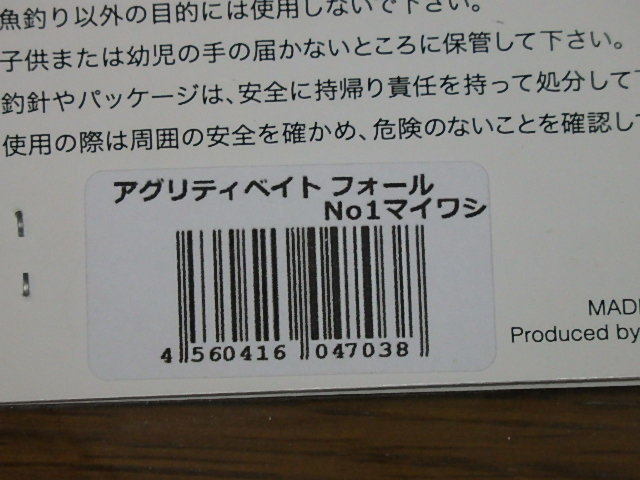 魚釣り以外の目的には使用しないで下さい。
子供または幼児の手の届かないところに保管して下さい。
釣針やパッケージは、安全に持帰り責任を持って処分して下
使用の際は周囲の安全を確かめ、危険のないことを確認して
アグリティベイト フォール
No1マイワシ
4 560416 047038
MADE
Produced by